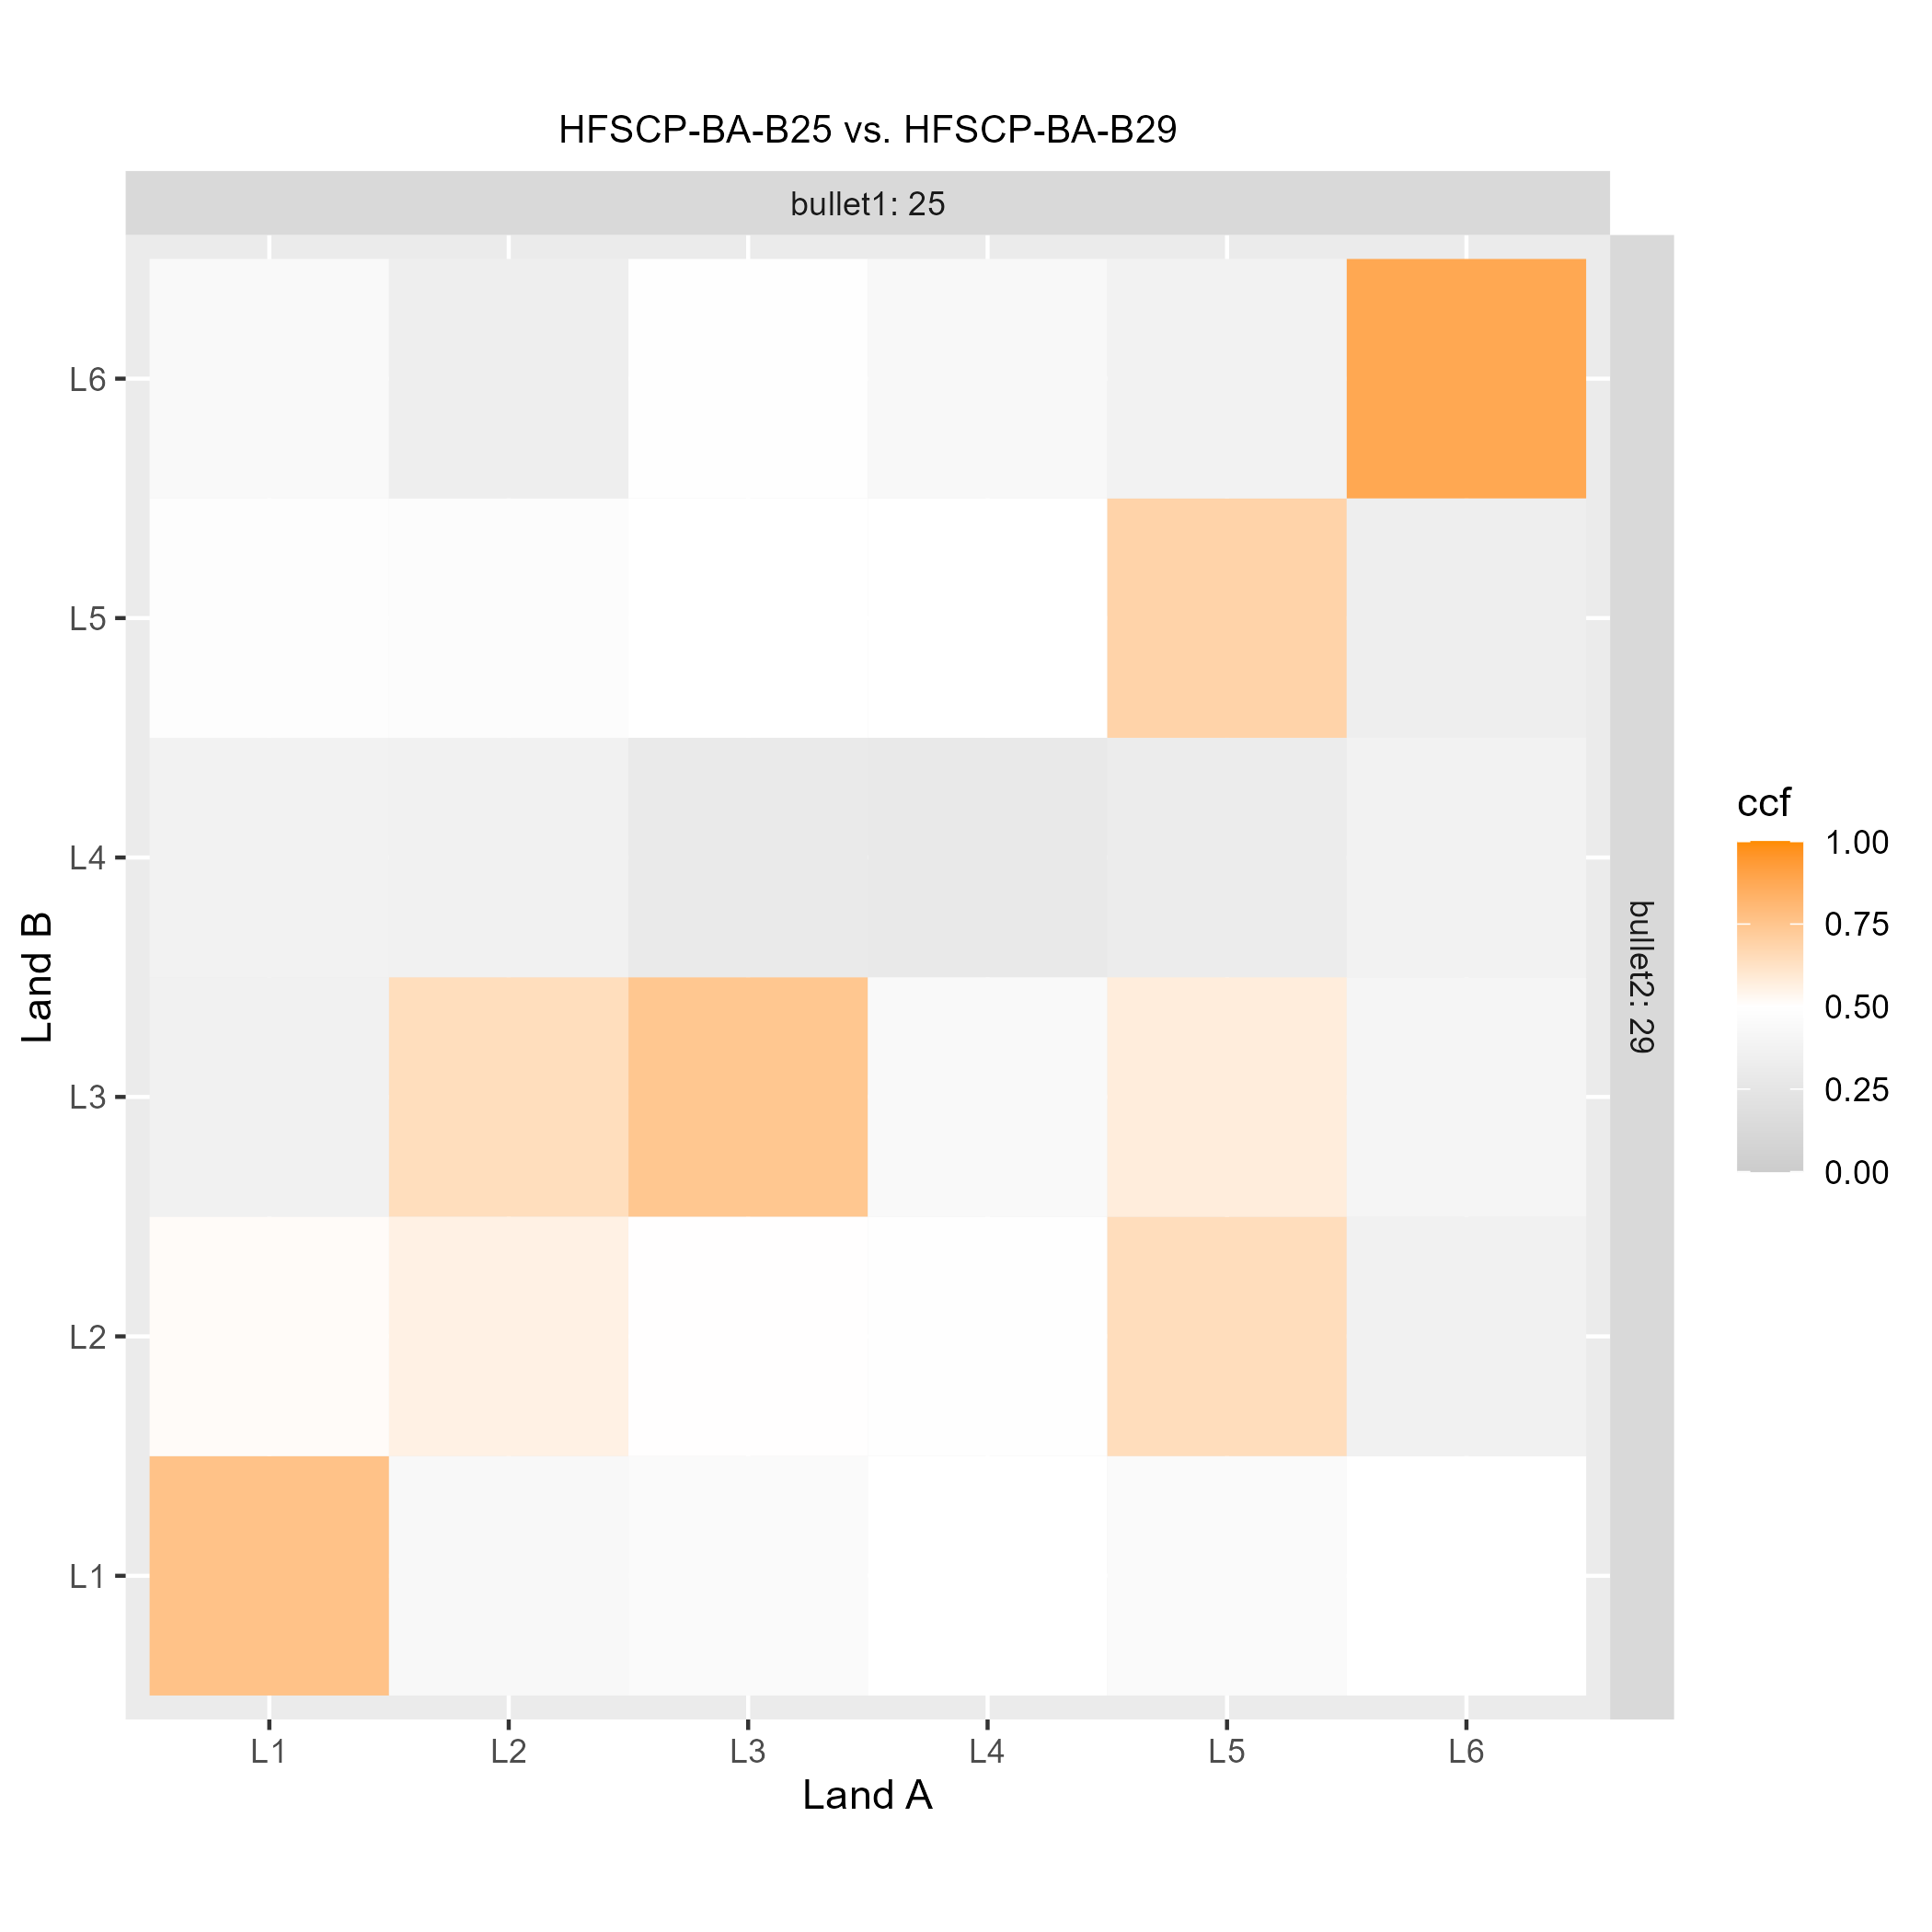 HFSCP-BA-B25 vs. HFSCP-BA-B29
bullet1: 25
L6
L5
L4
L3
L2
L1
Land B
bullet2: 29
ccf
1.00
0.75
0.50
0.25
0.00
L1 L2 L3 L4 L5 L6
Land A